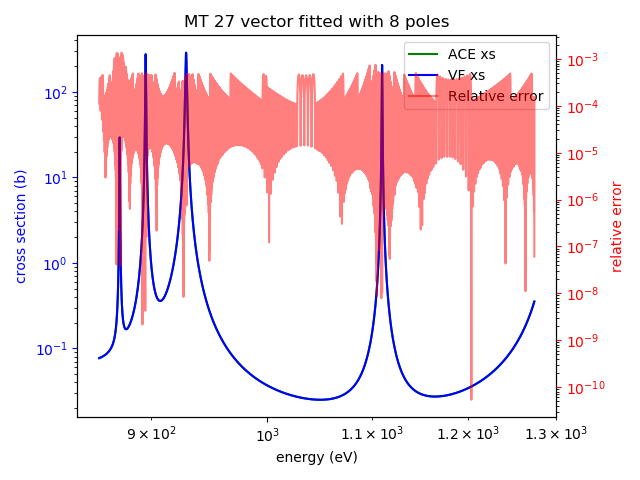 MT 27 vector fitted with 8 poles
ACE xs
VF xs
Relative error
10²
10¹
10⁰
10⁻¹
cross section (b)
10⁻³
10⁻⁴
10⁻⁵
10⁻⁶
10⁻⁷
10⁻⁸
10⁻⁹
10⁻¹⁰
relative error
9 × 10² 10³ 1.1 × 10³ 1.2 × 10³ 1.3 × 10³
energy (eV)